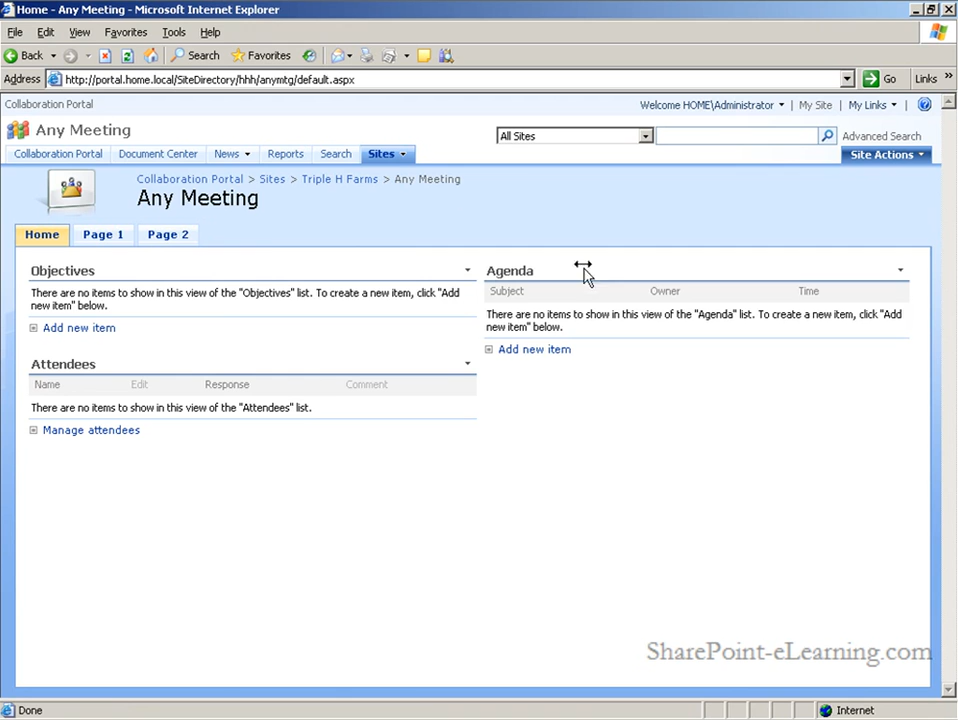 Home - Any Meeting - Microsoft Internet Explorer
File Edit View Favorites Tools Help
Back Search Favorites
Address http://portal.home.local/SiteDirectory/hhh/anymtg/default.aspx Go Links »
Collaboration Portal Welcome HOME\Administrator | My Site | My Links |
Any Meeting All Sites Advanced Search
Collaboration Portal Document Center News Reports Search Sites Site Actions
Collaboration Portal > Sites > Triple H Farms > Any Meeting
Any Meeting
Home Page 1 Page 2
Objectives
There are no items to show in this view of the "Objectives" list. To create a new item, click "Add
new item" below.
Add new item
Attendees
Name Edit Response Comment
There are no items to show in this view of the "Attendees" list.
Manage attendees
Agenda
Subject Owner Time
There are no items to show in this view of the "Agenda" list. To create a new item, click "Add
new item" below.
Add new item
SharePoint-eLearning.com
Done Internet